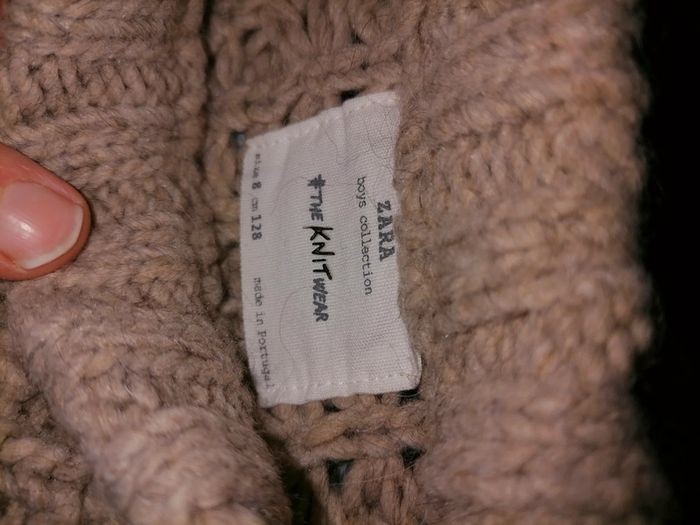 ZARA
boys collection
#THE KNITWEAR
size 8 cm 128 made in Portugal